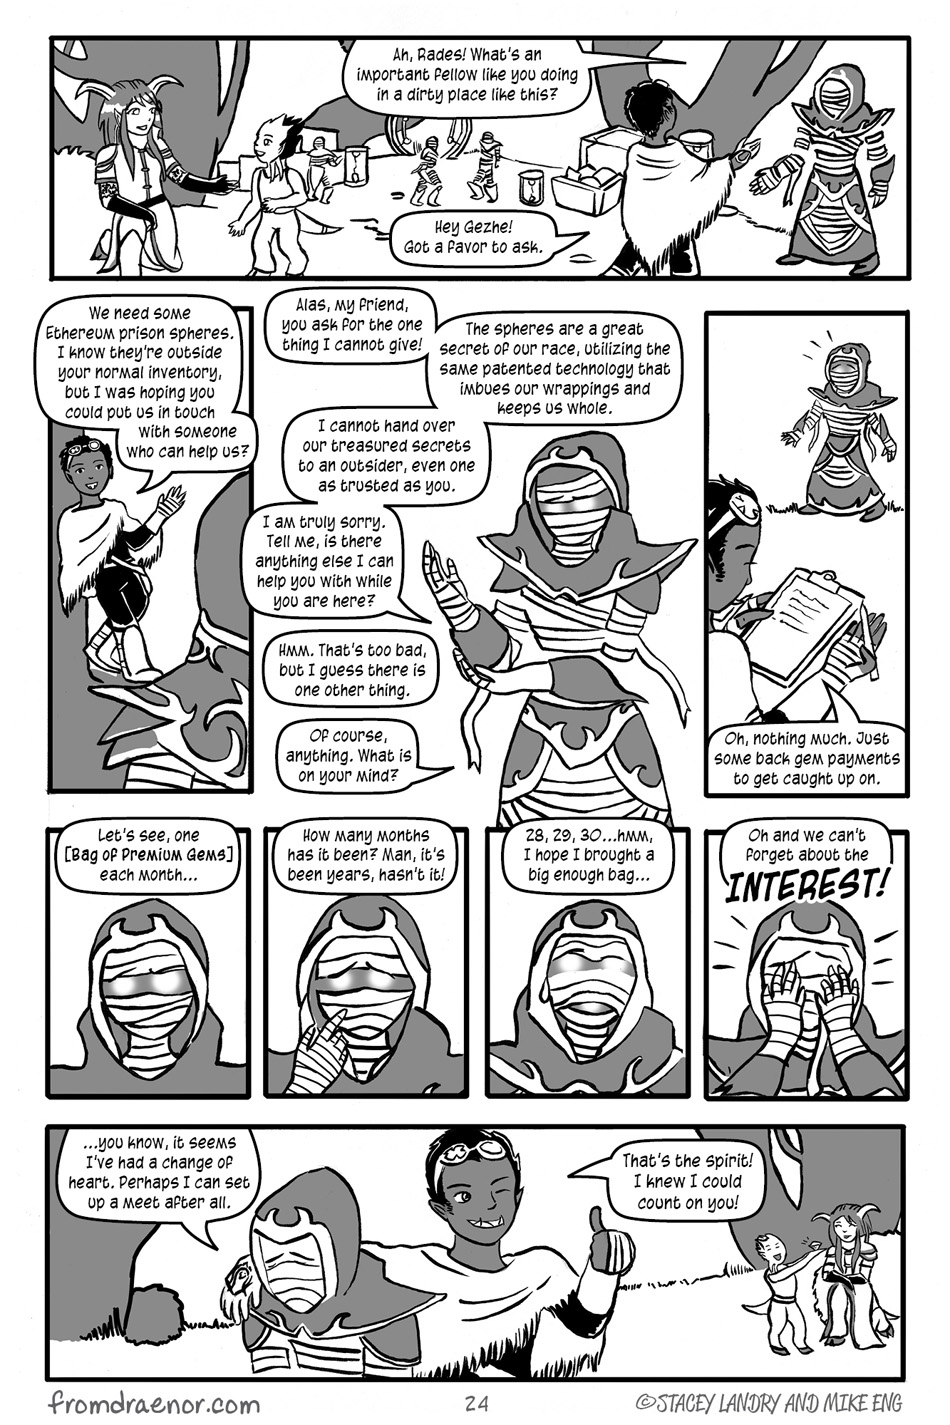 Ah, Rades! What's an
important fellow like you doing
in a dirty place like this?
Hey Gezhe!
Got a favor to ask.
We need some
Ethereum prison spheres.
I know they're outside
your normal inventory,
but I was hoping you
could put us in touch
with someone
who can help us?
Alas, my friend,
you ask for the one
thing I cannot give!
The spheres are a great
secret of our race, utilizing the
same patented technology that
imbues our wrappings and
keeps us whole.
I cannot hand over
our treasured secrets
to an outsider, even one
as trusted as you.
I am truly sorry.
Tell me, is there
anything else I can
help you with while
you are here?
Hmm. That's too bad,
but I guess there is
one other thing.
Of course,
anything. What is
on your mind?
Oh, nothing much. Just
some back gem payments
to get caught up on.
Let's see, one
[Bag of Premium Gems]
each month...
How many months
has it been? Man, it's
been years, hasn't it!
28, 29, 30...hmm,
I hope I brought a
big enough bag...
Oh and we can't
forget about the
INTEREST!
...you know, it seems
I've had a change of
heart. Perhaps I can set
up a meet after all.
That's the spirit!
I knew I could
count on you!
fromdraenor.com
24
©STACEY LANDRY AND MIKE ENG